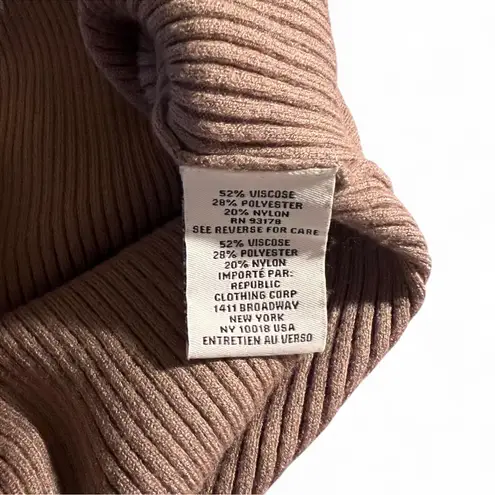 52% VISCOSE
28% POLYESTER
20% NYLON
RN 93178
SEE REVERSE FOR CARE
52% VISCOSE
28% POLYESTER
20% NYLON
IMPORTÉ PAR:
REPUBLIC
CLOTHING CORP
1411 BROADWAY
NEW YORK
NY 10018 USA
ENTRETIEN AU VERSO